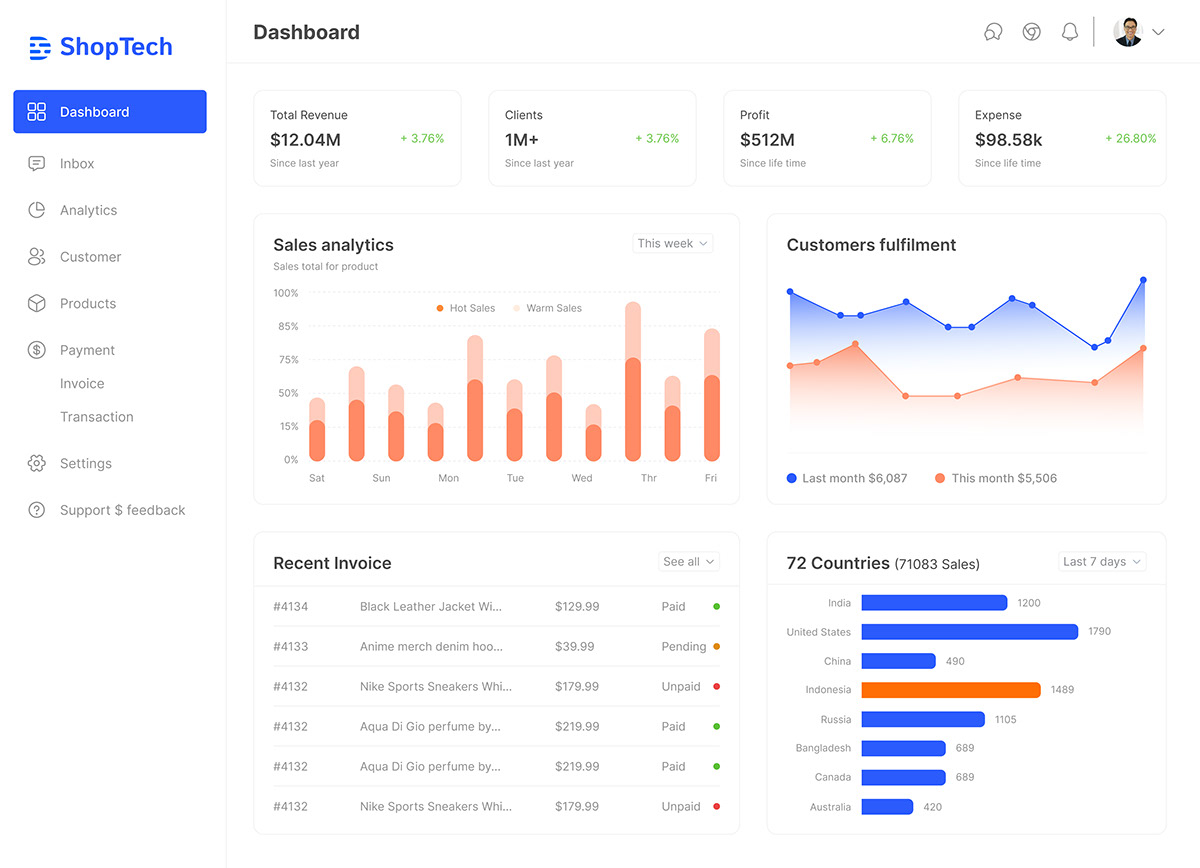 ShopTech
Dashboard
Inbox
Analytics
Customer
Products
Payment
Invoice
Transaction
Settings
Support $ feedback
Dashboard
Total Revenue
$12.04M + 3.76%
Since last year
Clients
1M+ + 3.76%
Since last year
Profit
$512M + 6.76%
Since life time
Expense
$98.58k + 26.80%
Since life time
Sales analytics This week
Sales total for product
Hot Sales Warm Sales
100%
85%
75%
50%
15%
0%
Sat Sun Mon Tue Wed Thr Fri
Customers fulfilment
Last month $6,087 This month $5,506
Recent Invoice See all
#4134 Black Leather Jacket Wi... $129.99 Paid
#4133 Anime merch denim hoo... $39.99 Pending
#4132 Nike Sports Sneakers Whi... $179.99 Unpaid
#4132 Aqua Di Gio perfume by... $219.99 Paid
#4132 Aqua Di Gio perfume by... $219.99 Paid
#4132 Nike Sports Sneakers Whi... $179.99 Unpaid
72 Countries (71083 Sales) Last 7 days
India 1200
United States 1790
China 490
Indonesia 1489
Russia 1105
Bangladesh 689
Canada 689
Australia 420